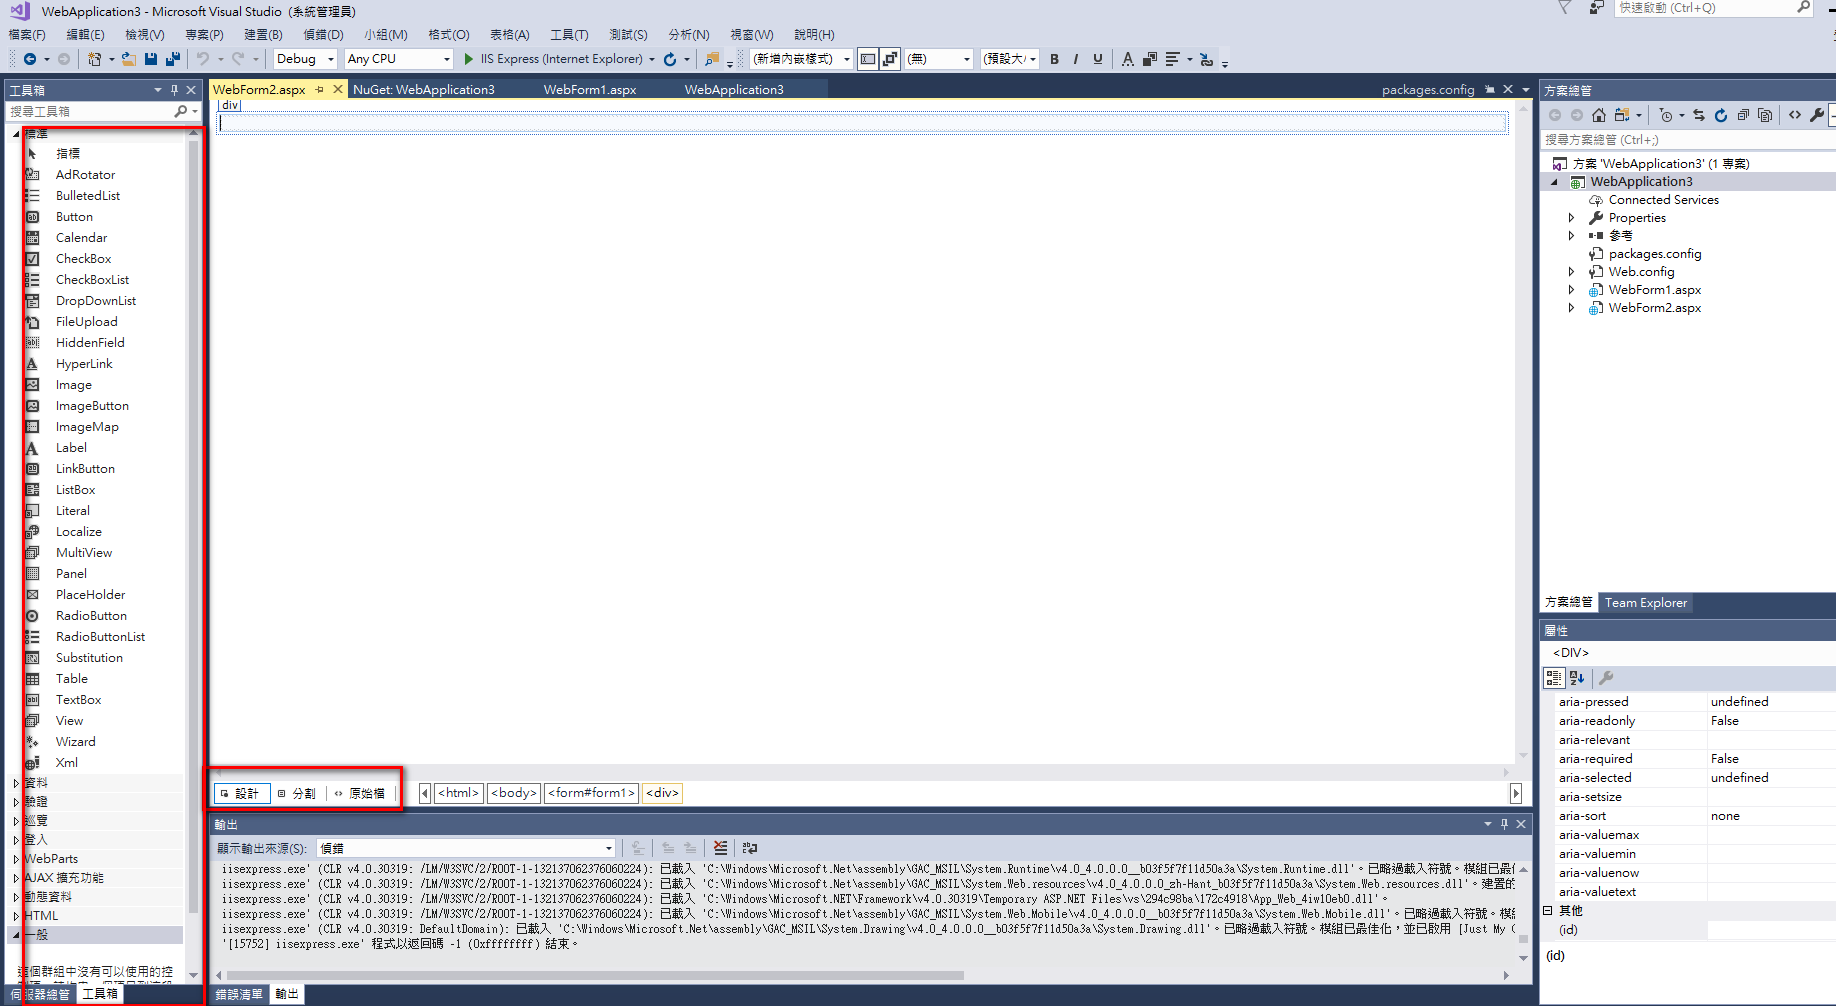 WebApplication3 - Microsoft Visual Studio (系統管理員)
快速啟動 (Ctrl+Q)
檔案(F) 編輯(E) 檢視(V) 專案(P) 建置(B) 偵錯(D) 小組(M) 格式(O) 表格(A) 工具(T) 測試(S) 分析(N) 視窗(W) 說明(H)
Debug Any CPU IIS Express (Internet Explorer) (新增內嵌樣式) (無) (預設大小 B I U A
工具箱
搜尋工具箱
標準
指標
AdRotator
BulletedList
Button
Calendar
CheckBox
CheckBoxList
DropDownList
FileUpload
HiddenField
HyperLink
Image
ImageButton
ImageMap
Label
LinkButton
ListBox
Literal
Localize
MultiView
Panel
PlaceHolder
RadioButton
RadioButtonList
Substitution
Table
TextBox
View
Wizard
Xml
資料
驗證
巡覽
登入
WebParts
AJAX 擴充功能
動態資料
HTML
一般
這個群組中沒有可以使用的控
伺服器總管 工具箱
WebForm2.aspx NuGet: WebApplication3 WebForm1.aspx WebApplication3 packages.config
div
設計 分割 原始檔 <html> <body> <form#form1> <div>
輸出
顯示輸出來源(S): 偵錯
iisexpress.exe' (CLR v4.0.30319: /LM/W3SVC/2/ROOT-1-132137062376060224): 已載入 'C:\Windows\Microsoft.Net\assembly\GAC_MSIL\System.Runtime\v4.0_4.0.0.0__b03f5f7f11d50a3a\System.Runtime.dll'。已略過載入符號。模組已最佳
iisexpress.exe' (CLR v4.0.30319: /LM/W3SVC/2/ROOT-1-132137062376060224): 已載入 'C:\Windows\Microsoft.Net\assembly\GAC_MSIL\System.Web.resources\v4.0_4.0.0.0_zh-Hant_b03f5f7f11d50a3a\System.Web.resources.dll'。建置的
iisexpress.exe' (CLR v4.0.30319: /LM/W3SVC/2/ROOT-1-132137062376060224): 已載入 'C:\Windows\Microsoft.NET\Framework\v4.0.30319\Temporary ASP.NET Files\vs\294c98ba\172c4918\App_Web_4iw10eb0.dll'。
iisexpress.exe' (CLR v4.0.30319: /LM/W3SVC/2/ROOT-1-132137062376060224): 已載入 'C:\Windows\Microsoft.Net\assembly\GAC_MSIL\System.Web.Mobile\v4.0_4.0.0.0__b03f5f7f11d50a3a\System.Web.Mobile.dll'。已略過載入符號。模組
iisexpress.exe' (CLR v4.0.30319: DefaultDomain): 已載入 'C:\Windows\Microsoft.Net\assembly\GAC_MSIL\System.Drawing\v4.0_4.0.0.0__b03f5f7f11d50a3a\System.Drawing.dll'。已略過載入符號。模組已最佳化，並已啟用 [Just My C
'[15752] iisexpress.exe' 程式以返回碼 -1 (0xffffffff) 結束。
錯誤清單 輸出
方案總管
搜尋方案總管 (Ctrl+;)
方案 'WebApplication3' (1 專案)
WebApplication3
Connected Services
Properties
參考
packages.config
Web.config
WebForm1.aspx
WebForm2.aspx
方案總管 Team Explorer
屬性
<DIV>
aria-pressed undefined
aria-readonly False
aria-relevant
aria-required False
aria-selected undefined
aria-setsize
aria-sort none
aria-valuemax
aria-valuemin
aria-valuenow
aria-valuetext
其他
(id)
(id)